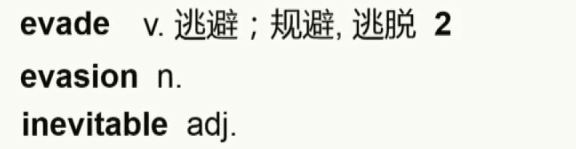 evade v. 逃避；规避, 逃脱 2
evasion n.
inevitable adj.